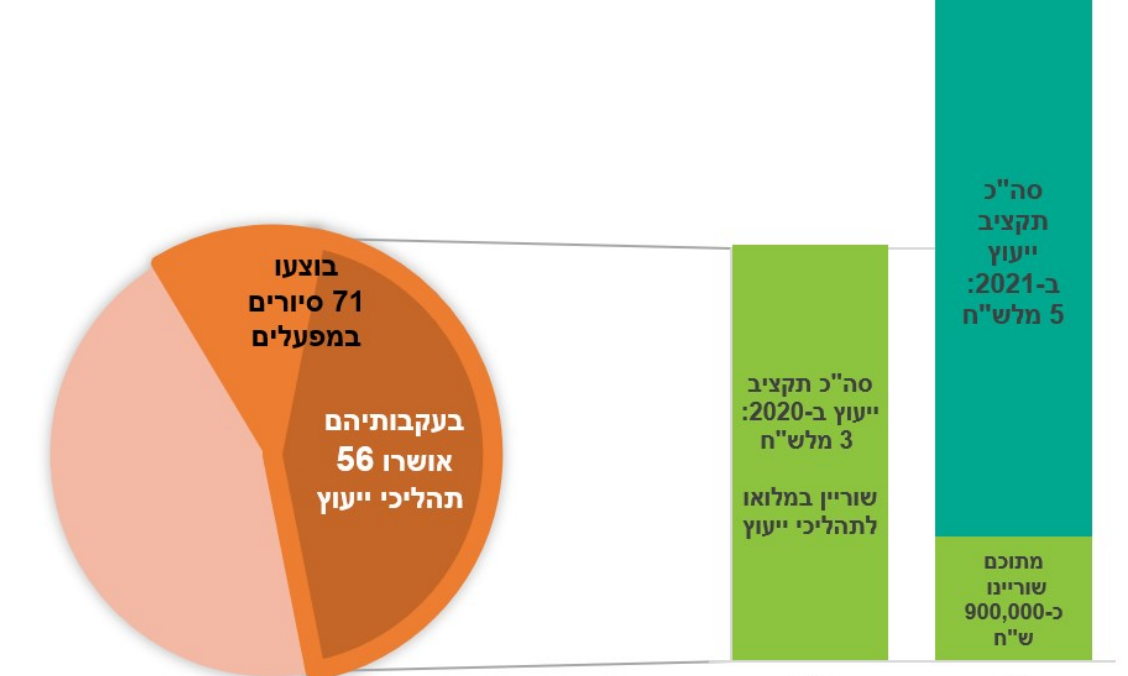 בוצעו
71 סיורים
במפעלים
בעקבותיהם
אושרו 56
תהליכי ייעוץ
סה"כ תקציב
ייעוץ ב-2020:
3 מלש"ח
שוריין במלואו
לתהליכי ייעוץ
סה"כ
תקציב
ייעוץ
ב-2021:
5 מלש"ח
מתוכם
שוריינו
כ-900,000
ש"ח